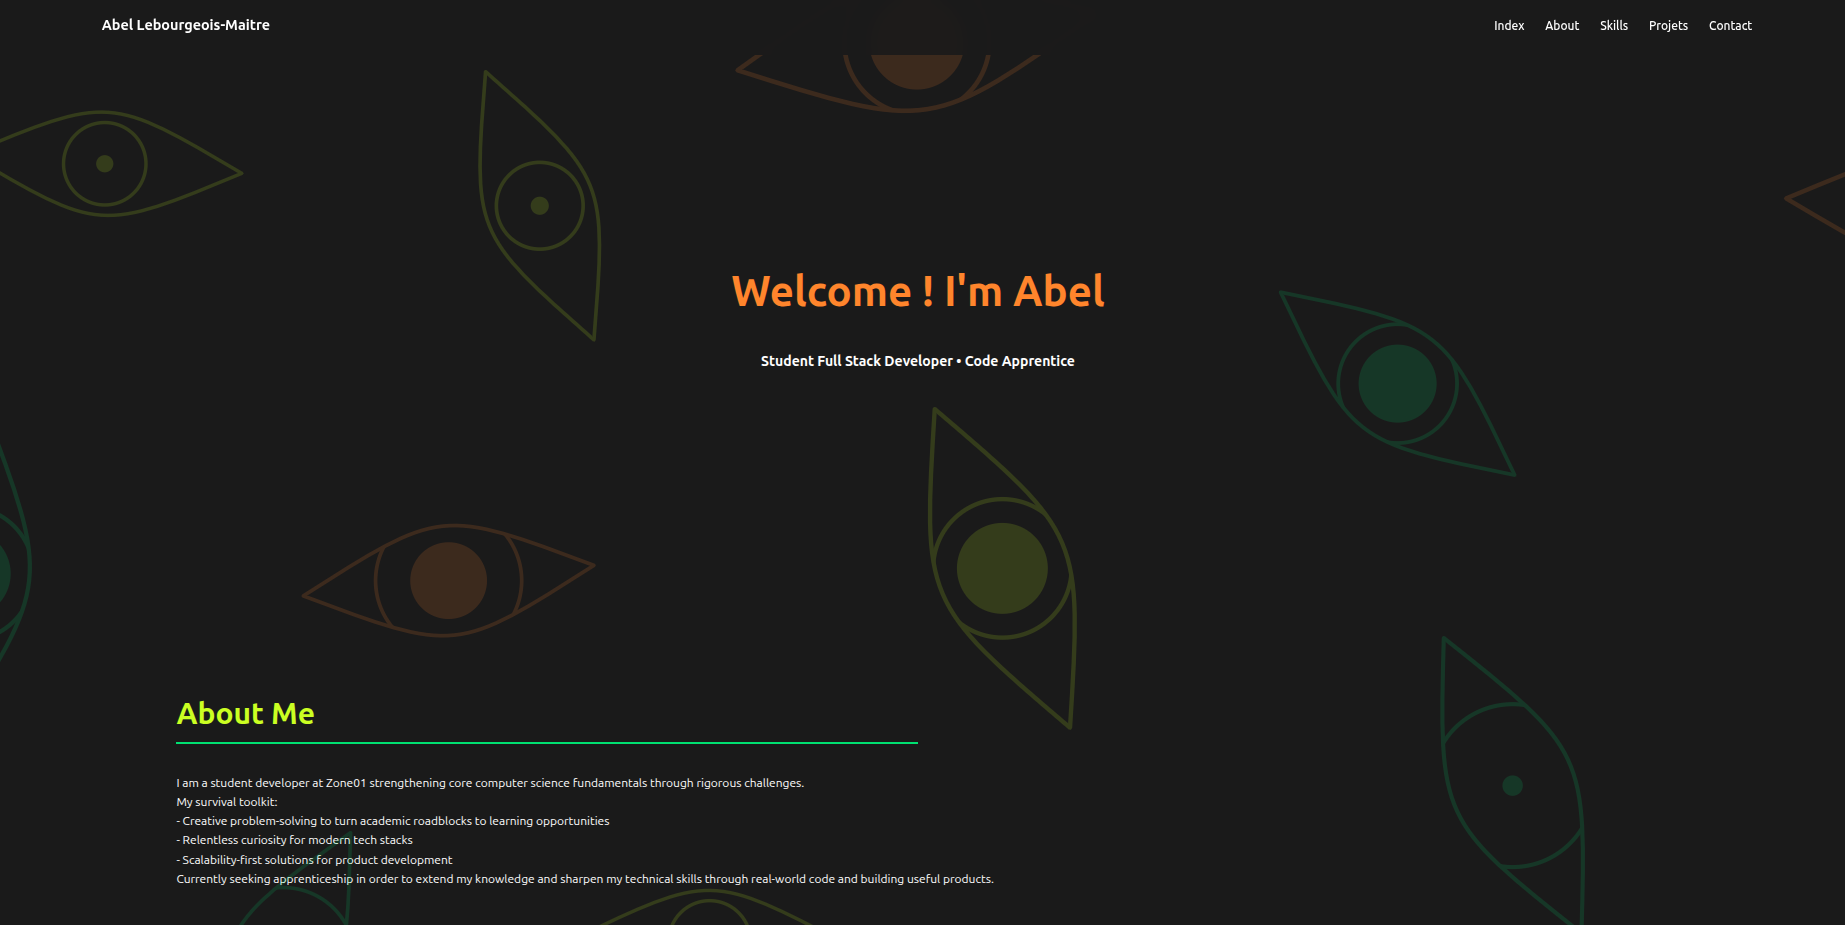 Abel Lebourgeois-Maitre
Index About Skills Projets Contact
Welcome ! I'm Abel
Student Full Stack Developer • Code Apprentice
About Me
I am a student developer at Zone01 strengthening core computer science fundamentals through rigorous challenges.
My survival toolkit:
- Creative problem-solving to turn academic roadblocks to learning opportunities
- Relentless curiosity for modern tech stacks
- Scalability-first solutions for product development
Currently seeking apprenticeship in order to extend my knowledge and sharpen my technical skills through real-world code and building useful products.